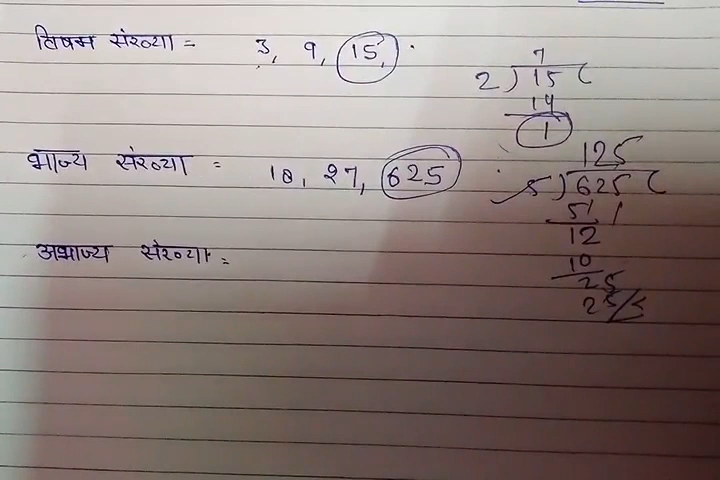 विषम संख्या = 3, 9, 15,
7
2 ) 15 (
14
1
भाज्य संख्या = 18, 27, 625
125
5 ) 625 (
5
12
10
25
25
अभाज्य संख्या =